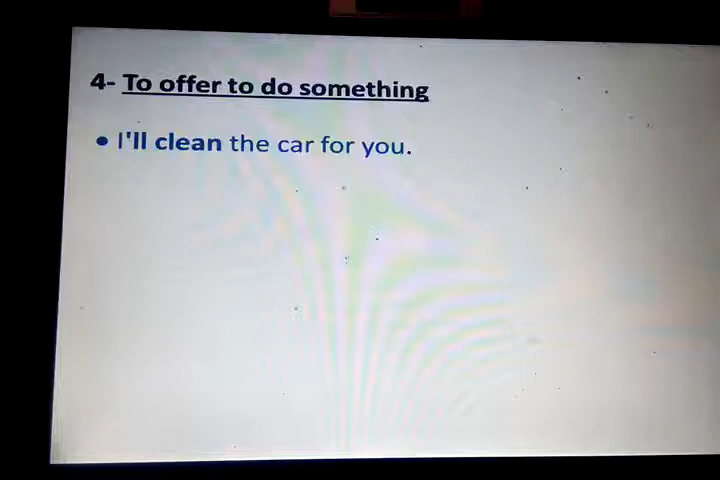 4- To offer to do something
• I'll clean the car for you.